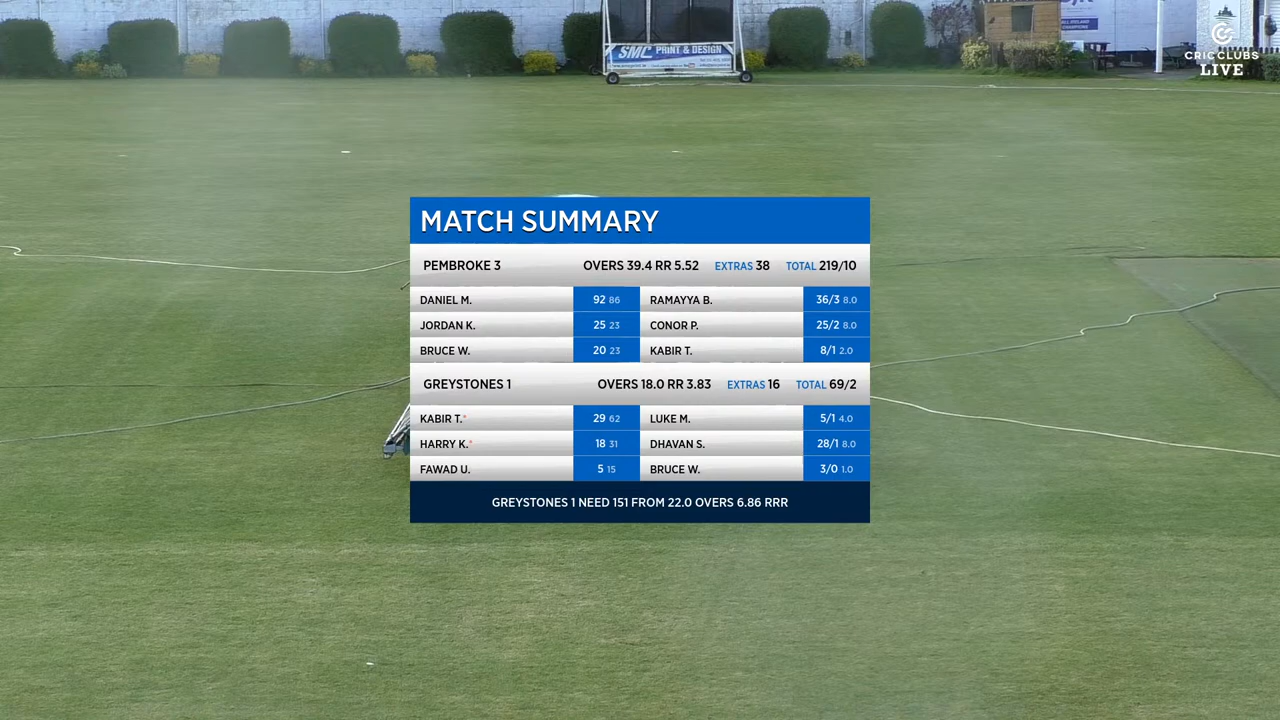 SMC PRINT & DESIGN
CRICCLUBS
LIVE
MATCH SUMMARY
PEMBROKE 3 OVERS 39.4 RR 5.52 EXTRAS 38 TOTAL 219/10
DANIEL M. 92 86 RAMAYYA B. 36/3 8.0
JORDAN K. 25 23 CONOR P. 25/2 8.0
BRUCE W. 20 23 KABIR T. 8/1 2.0
GREYSTONES 1 OVERS 18.0 RR 3.83 EXTRAS 16 TOTAL 69/2
KABIR T.* 29 62 LUKE M. 5/1 4.0
HARRY K.* 18 31 DHAVAN S. 28/1 8.0
FAWAD U. 5 15 BRUCE W. 3/0 1.0
GREYSTONES 1 NEED 151 FROM 22.0 OVERS 6.86 RRR